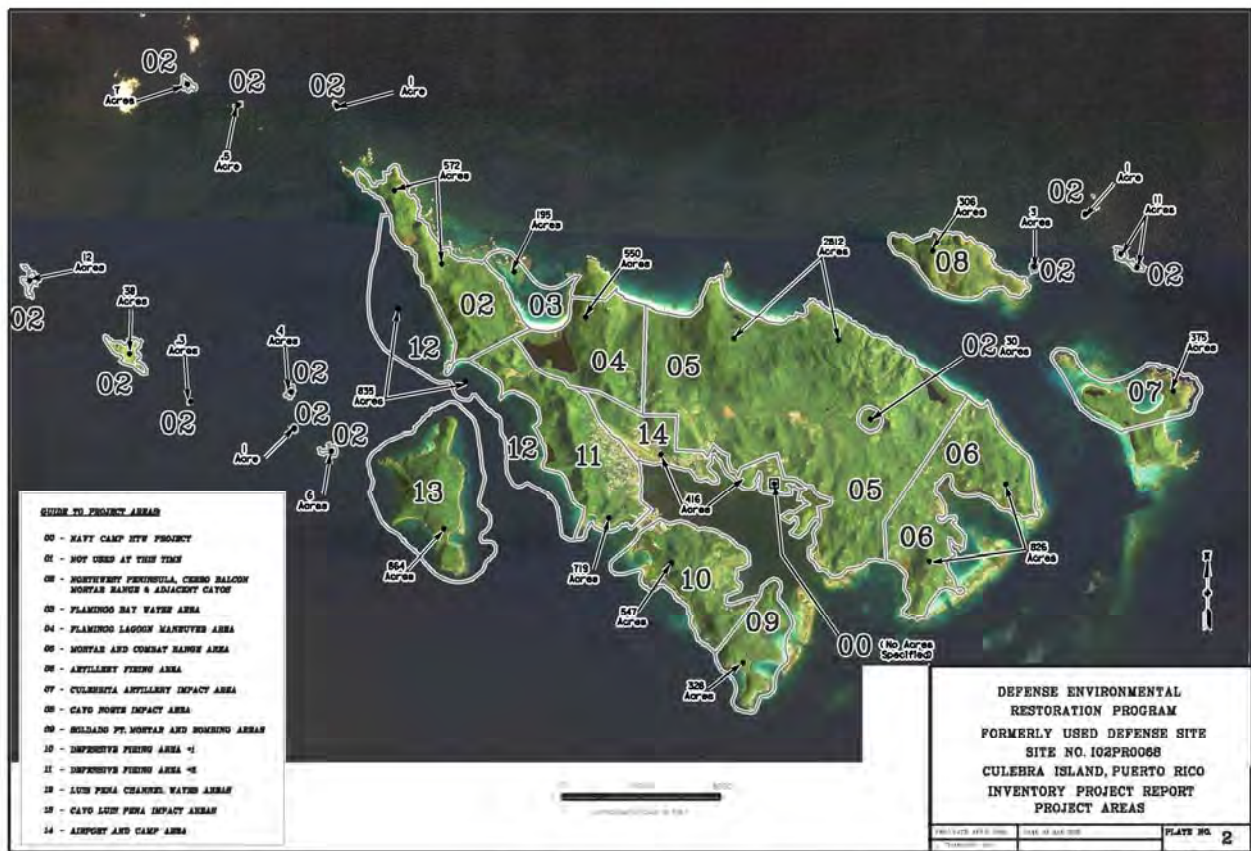 02
02
02
1
Acre
7
Acres
.5
Acre
572
Acres
195
Acres
550
Acres
2812
Acres
306
Acres
3
Acres
02
1
Acre
11
Acres
08
02
02
12
Acres
02
38
Acres
02
.3
Acres
02
4
Acres
02
02
1
Acre
02
6
Acres
12
635
Acres
02
03
04
05
02
30
Acres
375
Acres
07
12
11
14
13
416
Acres
05
06
06
826
Acres
664
Acres
719
Acres
10
647
Acres
09
328
Acres
00
(No Acres
Specified)
N
GUIDE TO PROJECT AREAS
00 - NAVY CAMP HTW PROJECT
01 - NOT USED AT THIS TIME
02 - NORTHWEST PENINSULA, CERRO BALCON
MORTAR RANGE & ADJACENT CAYOS
03 - FLAMINGO BAY WATER AREA
04 - FLAMINGO LAGOON MANEUVER AREA
05 - MORTAR AND COMBAT RANGE AREA
06 - ARTILLERY FIRING AREA
07 - CULEBRITA ARTILLERY IMPACT AREA
08 - CAYO NORTE IMPACT AREA
09 - SOLDADO PT. MORTAR AND BOMBING AREAS
10 - DEFENSIVE FIRING AREA #1
11 - DEFENSIVE FIRING AREA #2
12 - LUIS PENA CHANNEL WATER AREAS
13 - CAYO LUIS PENA IMPACT AREAS
14 - AIRPORT AND CAMP AREA
DEFENSE ENVIRONMENTAL
RESTORATION PROGRAM
FORMERLY USED DEFENSE SITE
SITE NO. I02PR0068
CULEBRA ISLAND, PUERTO RICO
INVENTORY PROJECT REPORT
PROJECT AREAS
PLATE NO. 2